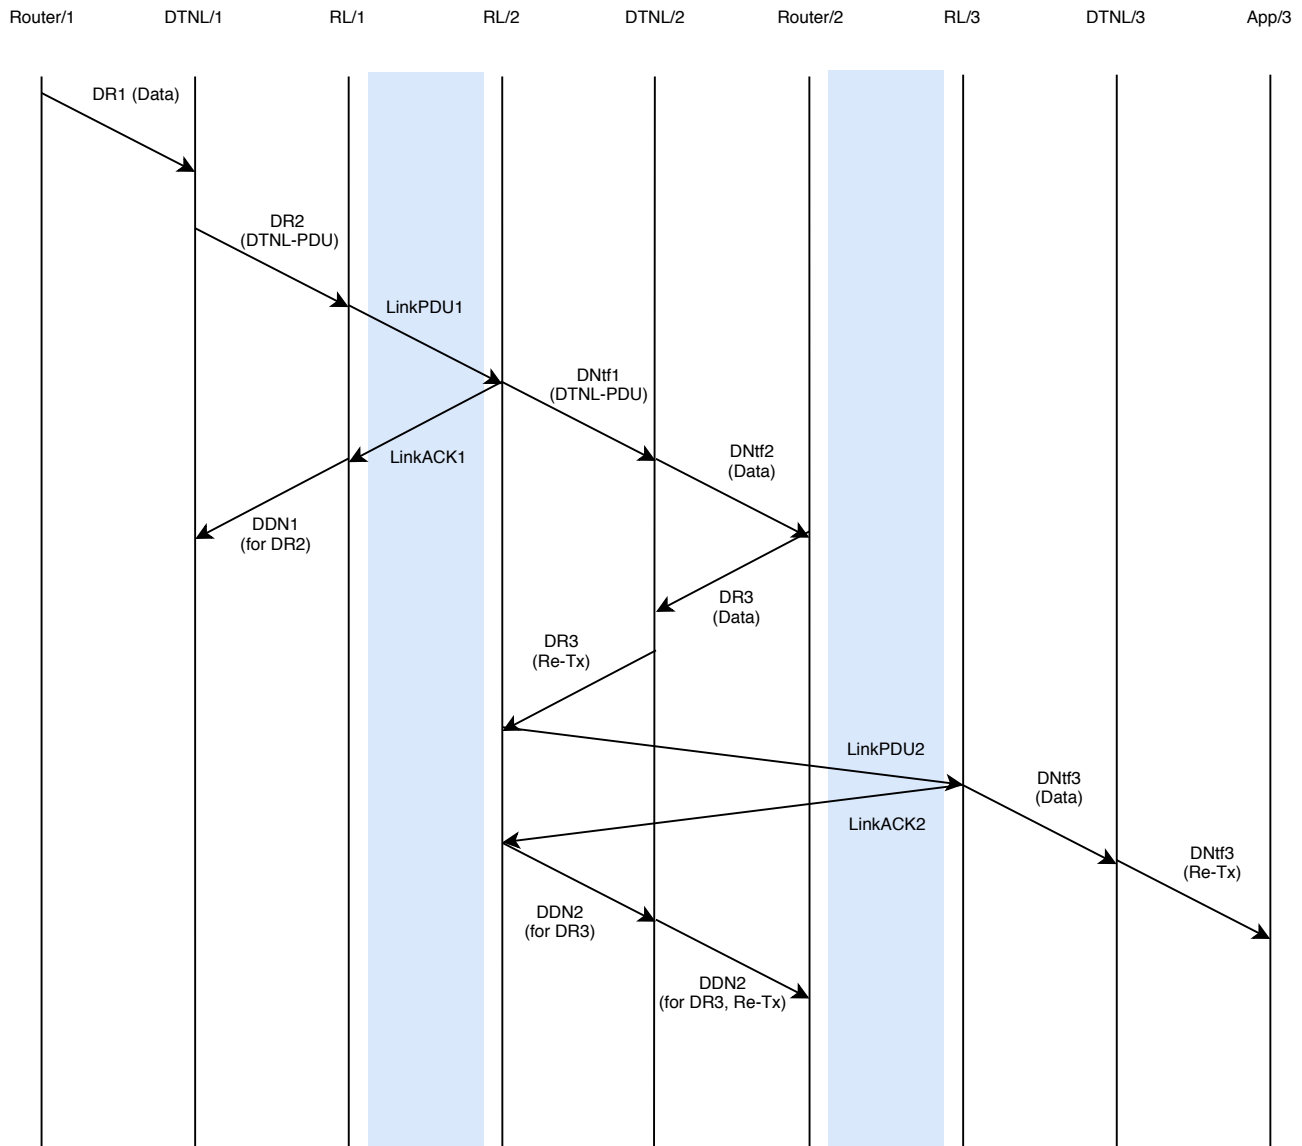 Router/1
DTNL/1
RL/1
RL/2
DTNL/2
Router/2
RL/3
DTNL/3
App/3
DR1 (Data)
DR2
(DTNL-PDU)
LinkPDU1
DNtf1
(DTNL-PDU)
LinkACK1
DNtf2
(Data)
DDN1
(for DR2)
DR3
(Data)
DR3
(Re-Tx)
LinkPDU2
DNtf3
(Data)
LinkACK2
DNtf3
(Re-Tx)
DDN2
(for DR3)
DDN2
(for DR3, Re-Tx)